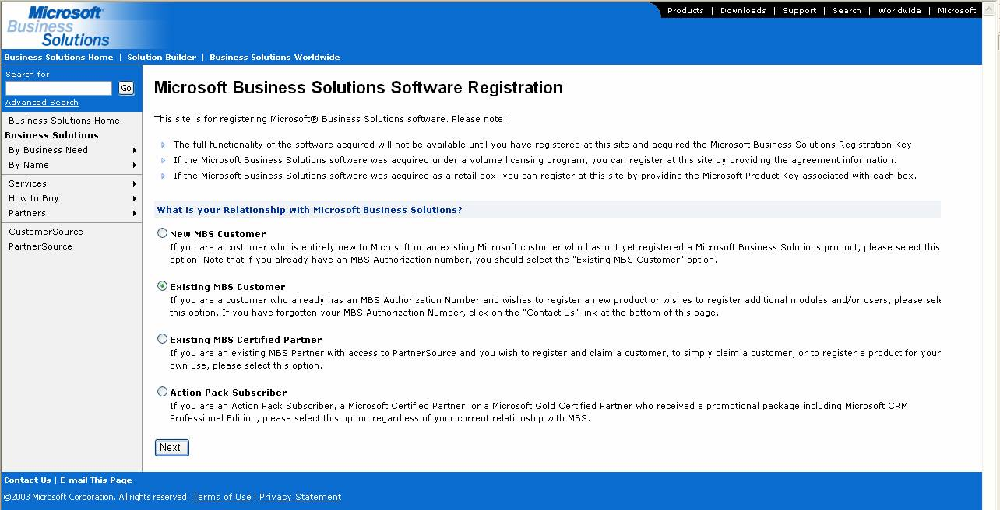 Microsoft
Business
Solutions
Products | Downloads | Support | Search | Worldwide | Microsoft
Business Solutions Home | Solution Builder | Business Solutions Worldwide
Search for
Go
Advanced Search
Business Solutions Home
Business Solutions
By Business Need
By Name
Services
How to Buy
Partners
CustomerSource
PartnerSource
Microsoft Business Solutions Software Registration
This site is for registering Microsoft® Business Solutions software. Please note:
The full functionality of the software acquired will not be available until you have registered at this site and acquired the Microsoft Business Solutions Registration Key.
If the Microsoft Business Solutions software was acquired under a volume licensing program, you can register at this site by providing the agreement information.
If the Microsoft Business Solutions software was acquired as a retail box, you can register at this site by providing the Microsoft Product Key associated with each box.
What is your Relationship with Microsoft Business Solutions?
New MBS Customer
If you are a customer who is entirely new to Microsoft or an existing Microsoft customer who has not yet registered a Microsoft Business Solutions product, please select this
option. Note that if you already have an MBS Authorization number, you should select the "Existing MBS Customer" option.
Existing MBS Customer
If you are a customer who already has an MBS Authorization Number and wishes to register a new product or wishes to register additional modules and/or users, please sele
this option. If you have forgotten your MBS Authorization Number, click on the "Contact Us" link at the bottom of this page.
Existing MBS Certified Partner
If you are an existing MBS Partner with access to PartnerSource and you wish to register and claim a customer, to simply claim a customer, or to register a product for your
own use, please select this option.
Action Pack Subscriber
If you are an Action Pack Subscriber, a Microsoft Certified Partner, or a Microsoft Gold Certified Partner who received a promotional package including Microsoft CRM
Professional Edition, please select this option regardless of your current relationship with MBS.
Next
Contact Us | E-mail This Page
©2003 Microsoft Corporation. All rights reserved. Terms of Use | Privacy Statement